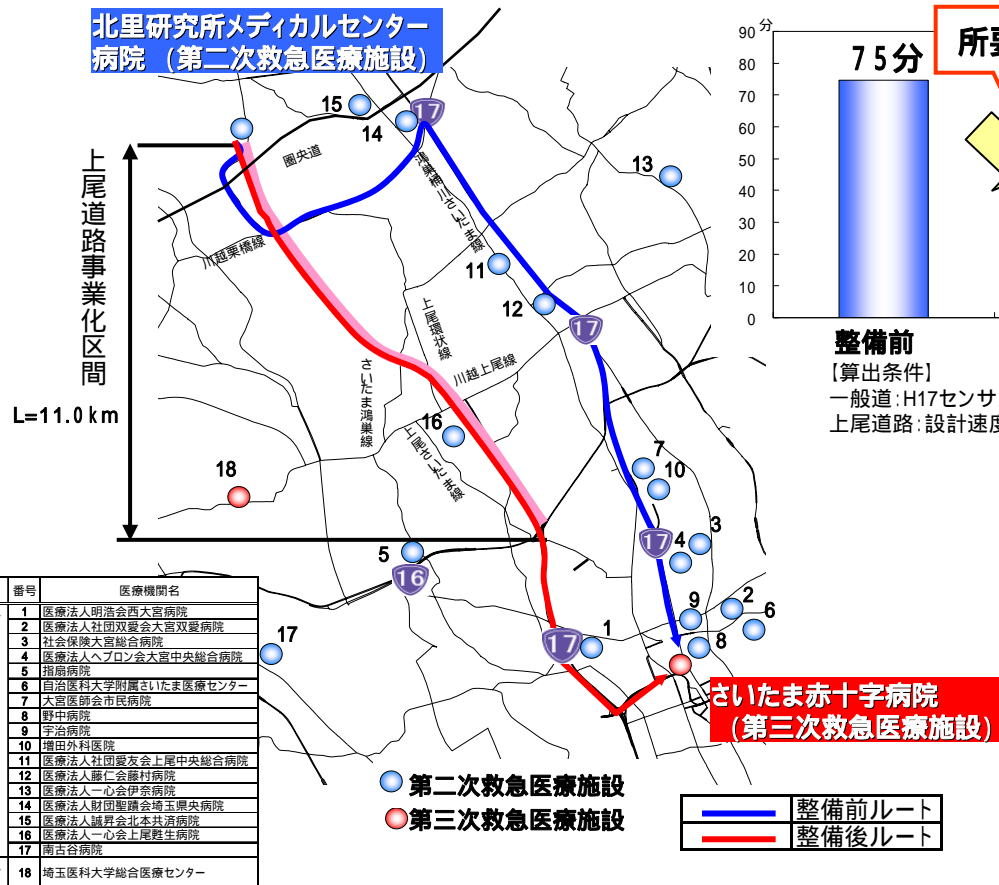 北里研究所メディカルセンター
病院 （第二次救急医療施設）
分
90
80
70
60
50
40
30
20
10
0
75分
所要
整備前
【算出条件】
一般道：H17センサ
上尾道路：設計速度
上尾道路事業化区間
L=11.0km
15
14
17
13
圏央道
鴻巣桶川さいたま線
川越栗橋線
11
12
17
上尾環状線
川越上尾線
さいたま鴻巣線
16
上尾さいたま線
18
7
10
17
3
4
5
16
9
2
6
8
17
1
17
さいたま赤十字病院
（第三次救急医療施設）
第二次救急医療施設
第三次救急医療施設
整備前ルート
整備後ルート
番号 医療機関名
1 医療法人明浩会西大宮病院
2 医療法人社団双愛会大宮双愛病院
3 社会保険大宮総合病院
4 医療法人ヘブロン会大宮中央総合病院
5 指扇病院
6 自治医科大学附属さいたま医療センター
7 大宮医師会市民病院
8 野中病院
9 宇治病院
10 増田外科医院
11 医療法人社団愛友会上尾中央総合病院
12 医療法人藤仁会藤村病院
13 医療法人一心会伊奈病院
14 医療法人財団聖蹟会埼玉県央病院
15 医療法人誠昇会北本共済病院
16 医療法人一心会上尾甦生病院
17 南古谷病院
18 埼玉医科大学総合医療センター